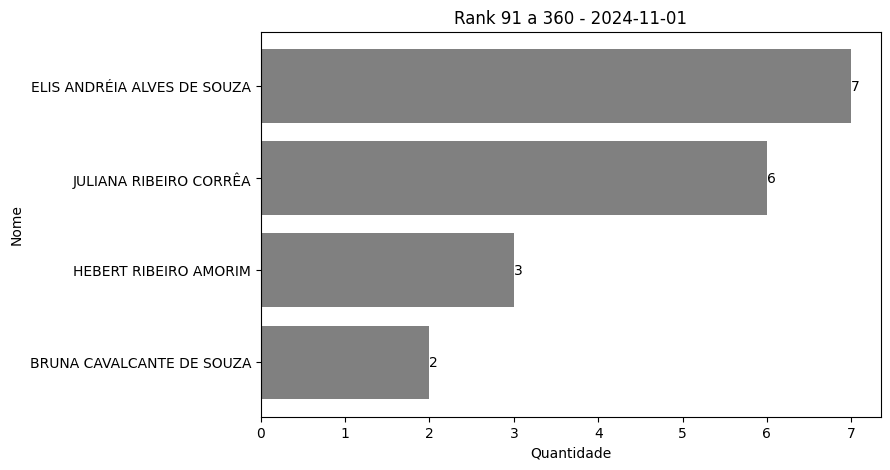 Rank 91 a 360 - 2024-11-01
ELIS ANDRÉIA ALVES DE SOUZA
7
JULIANA RIBEIRO CORRÊA
6
HEBERT RIBEIRO AMORIM
3
BRUNA CAVALCANTE DE SOUZA
2
Nome
0 1 2 3 4 5 6 7
Quantidade